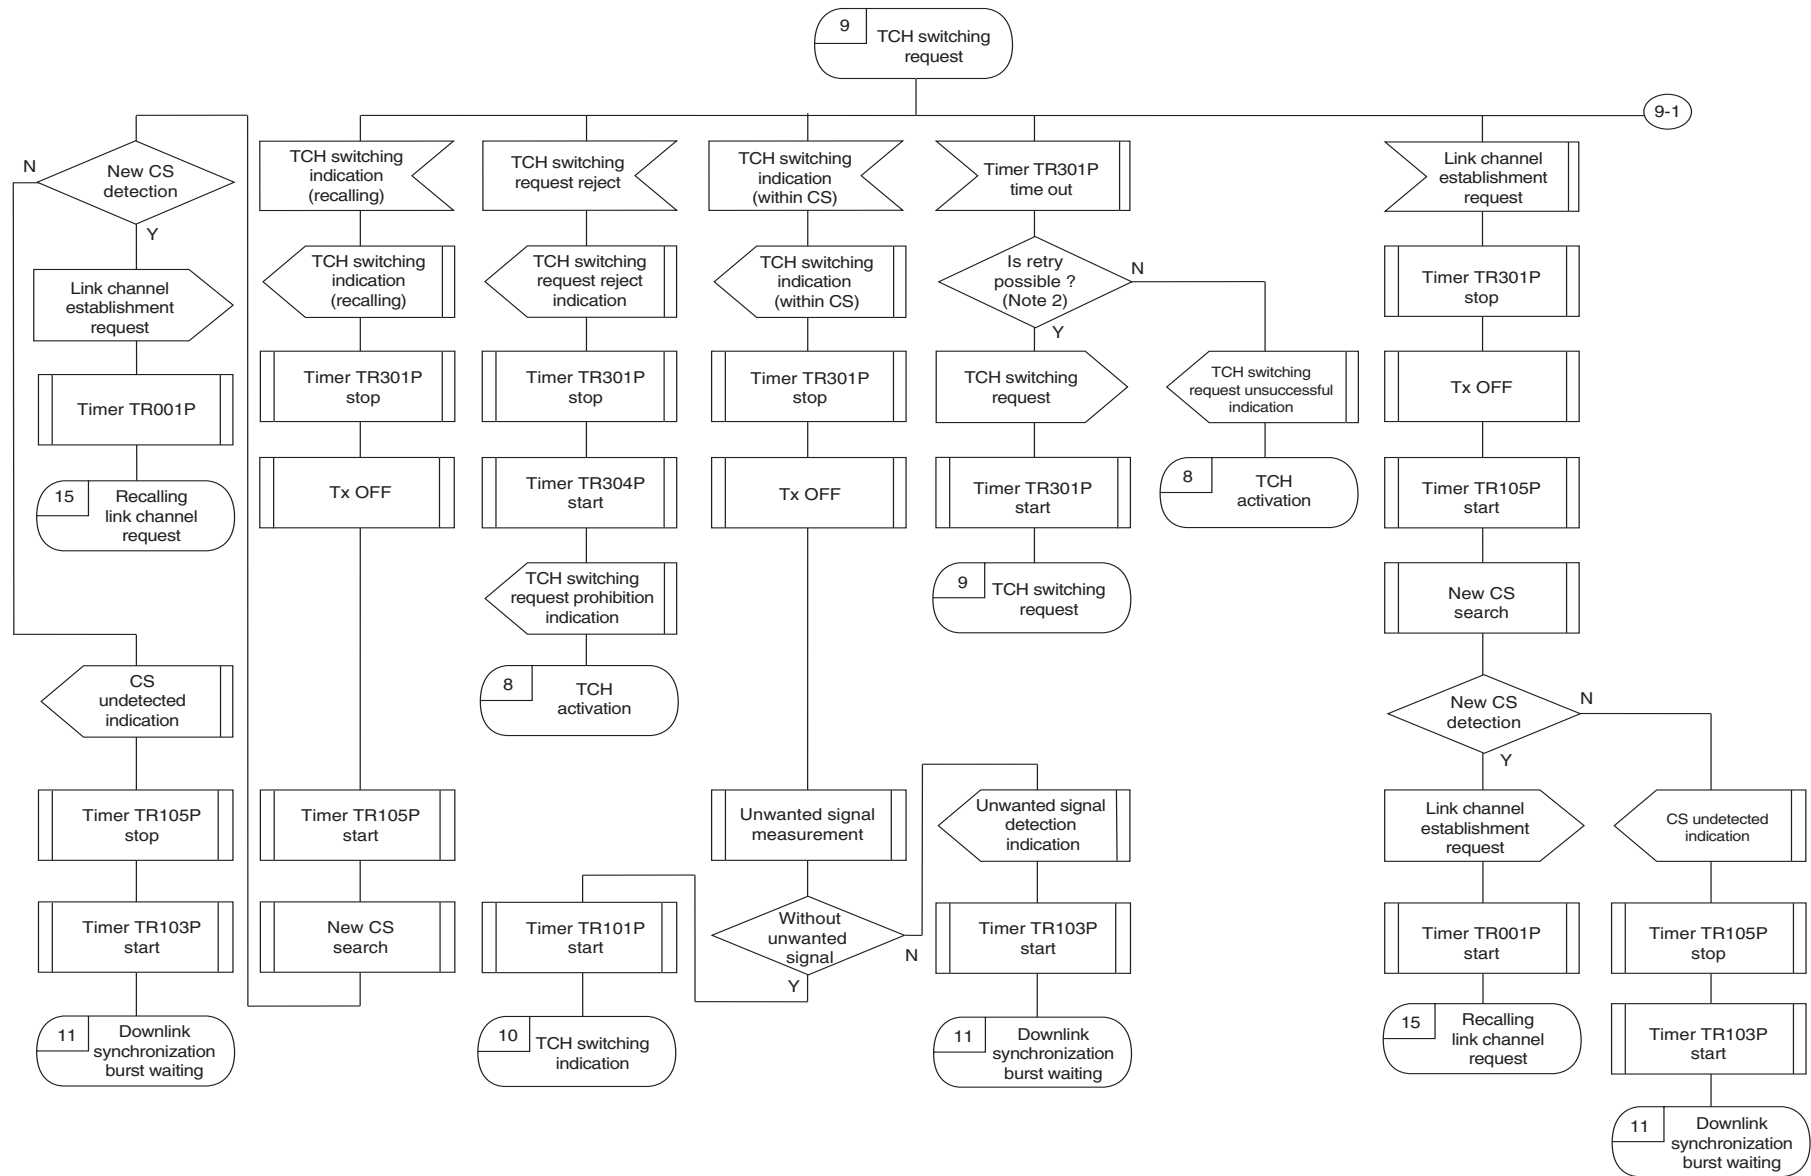 9
TCH switching
request
9-1
N
New CS
detection
Y
Link channel
establishment
request
Timer TR001P
15
Recalling
link channel
request
CS
undetected
indication
Timer TR105P
stop
Timer TR103P
start
11
Downlink
synchronization
burst waiting
TCH switching
indication
(recalling)
TCH switching
indication
(recalling)
Timer TR301P
stop
Tx OFF
Timer TR105P
start
New CS
search
TCH switching
request reject
TCH switching
request reject
indication
Timer TR301P
stop
Timer TR304P
start
TCH switching
request prohibition
indication
8
TCH
activation
Timer TR101P
start
10
TCH switching
indication
TCH switching
indication
(within CS)
TCH switching
indication
(within CS)
Timer TR301P
stop
Tx OFF
Unwanted signal
measurement
Without
unwanted
signal
N
Y
Timer TR301P
time out
Is retry
possible ?
(Note 2)
N
Y
TCH switching
request
Timer TR301P
start
9
TCH switching
request
Unwanted signal
detection
indication
Timer TR103P
start
11
Downlink
synchronization
burst waiting
TCH switching
request unsuccessful
indication
8
TCH
activation
Link channel
establishment
request
Timer TR301P
stop
Tx OFF
Timer TR105P
start
New CS
search
New CS
detection
N
Y
Link channel
establishment
request
Timer TR001P
start
15
Recalling
link channel
request
CS undetected
indication
Timer TR105P
stop
Timer TR103P
start
11
Downlink
synchronization
burst waiting